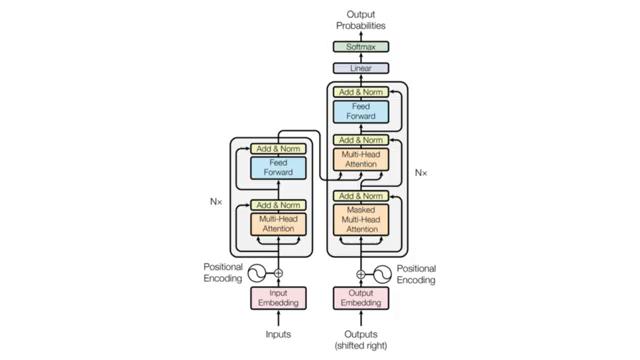 Output
Probabilities
Softmax
Linear
Add & Norm
Feed
Forward
Add & Norm
Multi-Head
Attention
Add & Norm
Masked
Multi-Head
Attention
Nx
Add & Norm
Feed
Forward
Add & Norm
Multi-Head
Attention
Nx
Positional
Encoding
Positional
Encoding
Input
Embedding
Output
Embedding
Inputs
Outputs
(shifted right)